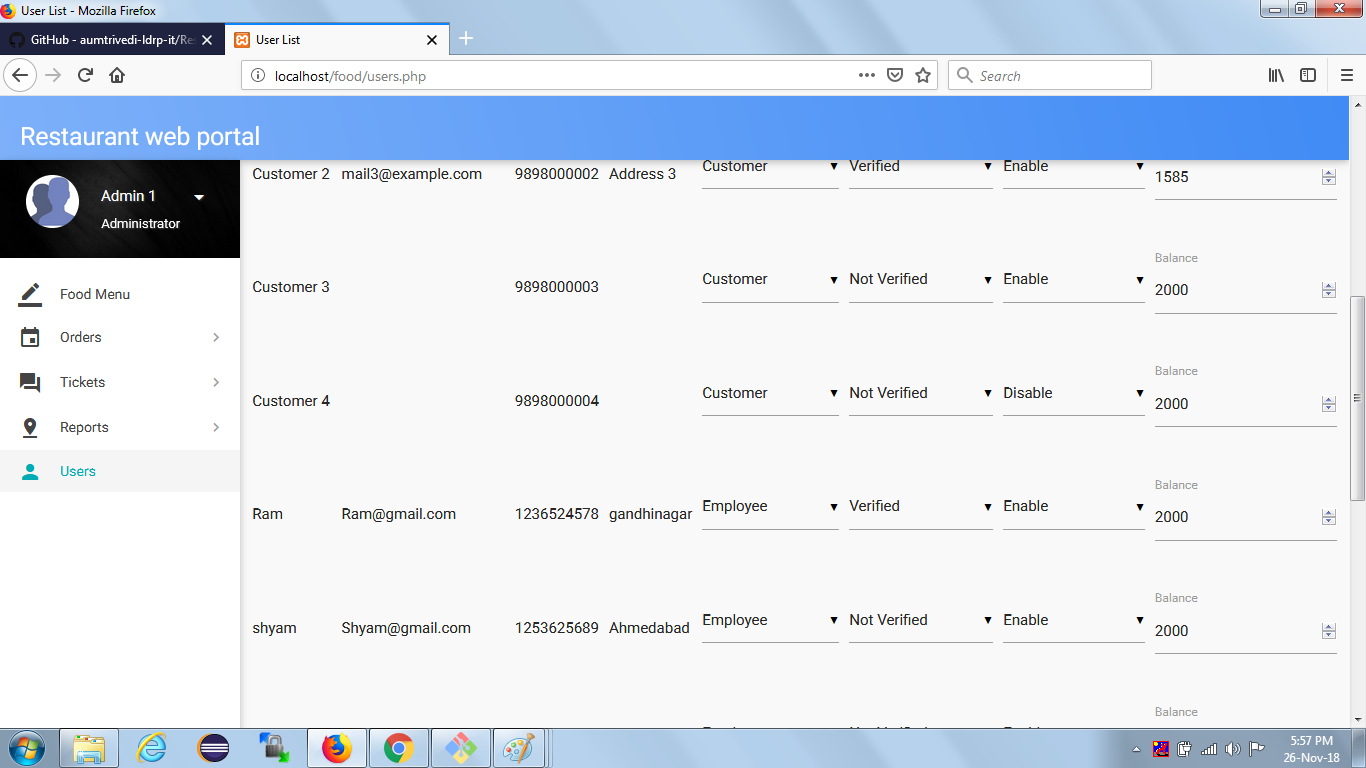 User List - Mozilla Firefox
GitHub - aumtrivedi-ldrp-it/Res
User List
localhost/food/users.php
Search
Restaurant web portal
Admin 1
Administrator
Food Menu
Orders
Tickets
Reports
Users
Customer 2 mail3@example.com 9898000002 Address 3 Customer Verified Enable 1585
Balance
Customer 3 9898000003 Customer Not Verified Enable 2000
Balance
Customer 4 9898000004 Customer Not Verified Disable 2000
Balance
Ram Ram@gmail.com 1236524578 gandhinagar Employee Verified Enable 2000
Balance
shyam Shyam@gmail.com 1253625689 Ahmedabad Employee Not Verified Enable 2000
Balance
5:57 PM
26-Nov-18